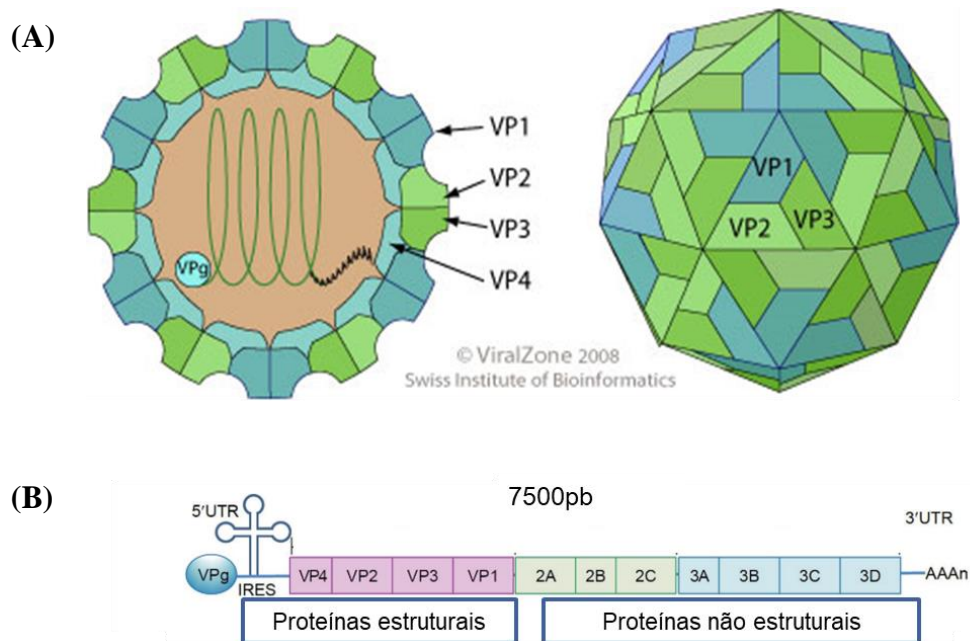 (A)
VP1
VP2
VP3
VP4
VPg
VP1
VP2
VP3
© ViralZone 2008
Swiss Institute of Bioinformatics
(B)
7500pb
5'UTR
3'UTR
VPg
IRES
VP4 VP2 VP3 VP1 2A 2B 2C 3A 3B 3C 3D
AAAn
Proteínas estruturais
Proteínas não estruturais